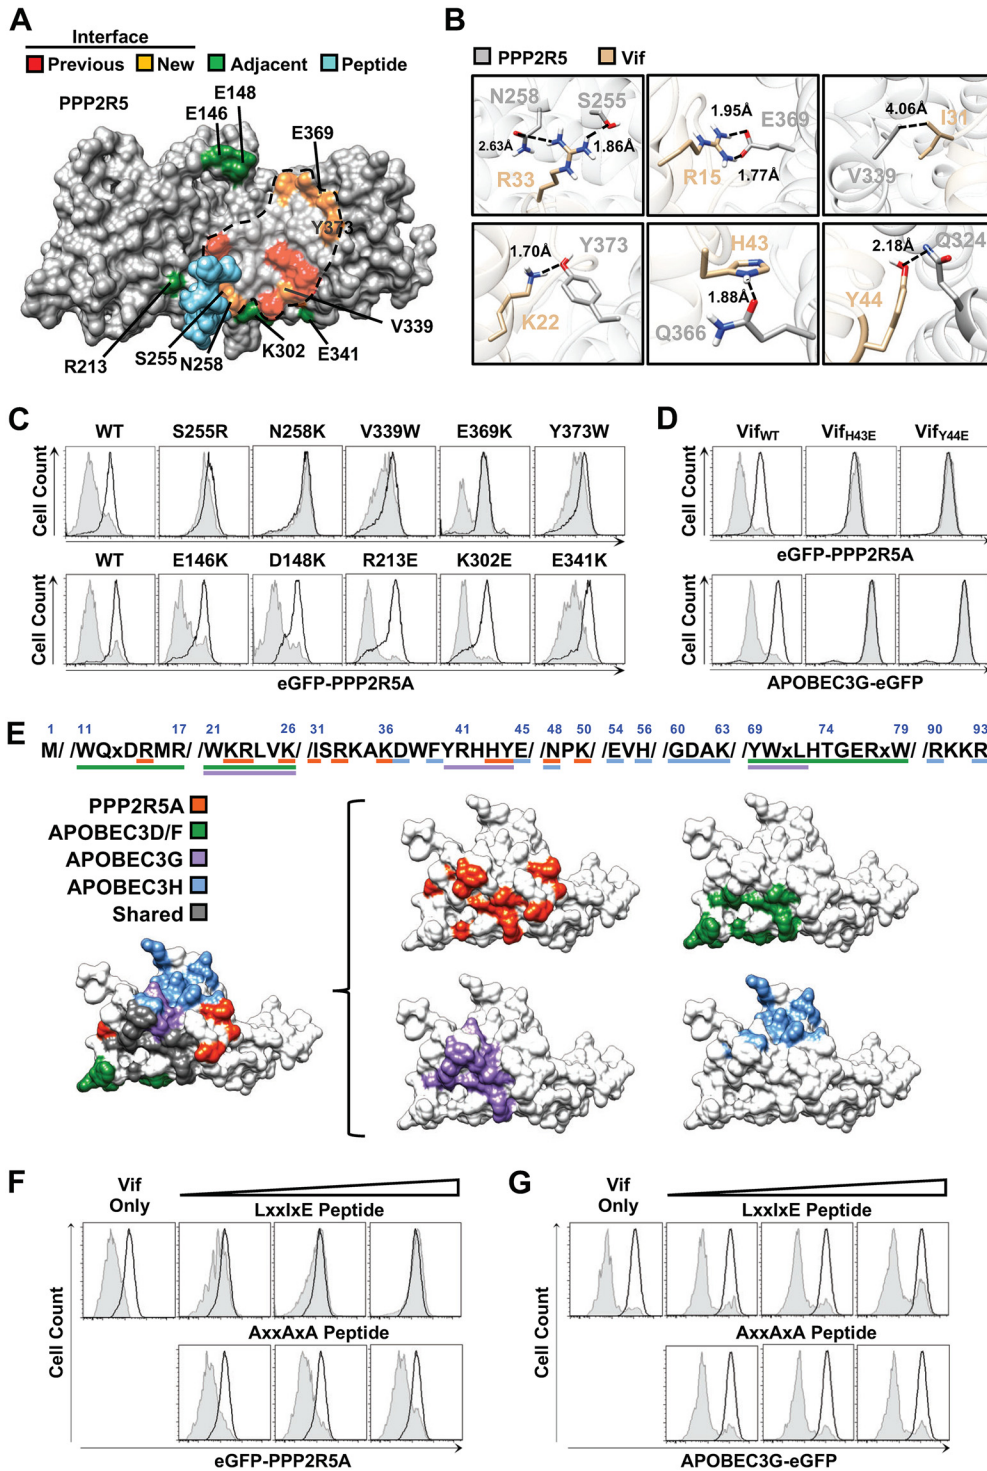 A
Interface
Previous New Adjacent Peptide
PPP2R5
E148
E146
E369
Y373
V339
E341
K302
N258
S255
R213
B
PPP2R5 Vif
N258 S255
2.63Å 1.86Å
R33
1.95Å
E369
R15
1.77Å
4.06Å
I31
V339
1.70Å
Y373
K22
H43
1.88Å
Q366
2.18Å
Q324
Y44
C
WT S255R N258K V339W E369K Y373W
Cell Count
WT E146K D148K R213E K302E E341K
Cell Count
eGFP-PPP2R5A
D
VifWT VifH43E VifY44E
Cell Count
eGFP-PPP2R5A
Cell Count
APOBEC3G-eGFP
E
1 11 17 21 26 31 36 41 45 48 50 54 56 60 63 69 74 79 90 93
M/ /WQxDRMR/ /WKRLVK/ /ISRKAKDWFYRHHYE/ /NPK/ /EVH/ /GDAK/ /YWxLHTGERxW/ /RKKR
PPP2R5A
APOBEC3D/F
APOBEC3G
APOBEC3H
Shared
F
Vif
Only
LxxIxE Peptide
AxxAxA Peptide
Cell Count
eGFP-PPP2R5A
G
Vif
Only
LxxIxE Peptide
AxxAxA Peptide
Cell Count
APOBEC3G-eGFP